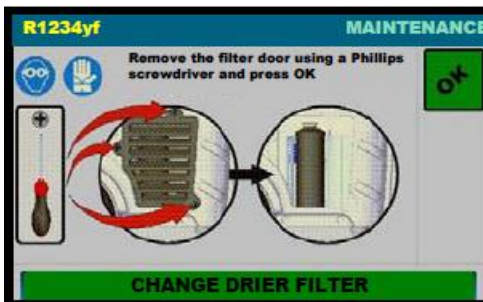 R1234yf MAINTENANCE
Remove the filter door using a Phillips
screwdriver and press OK
OK
CHANGE DRIER FILTER